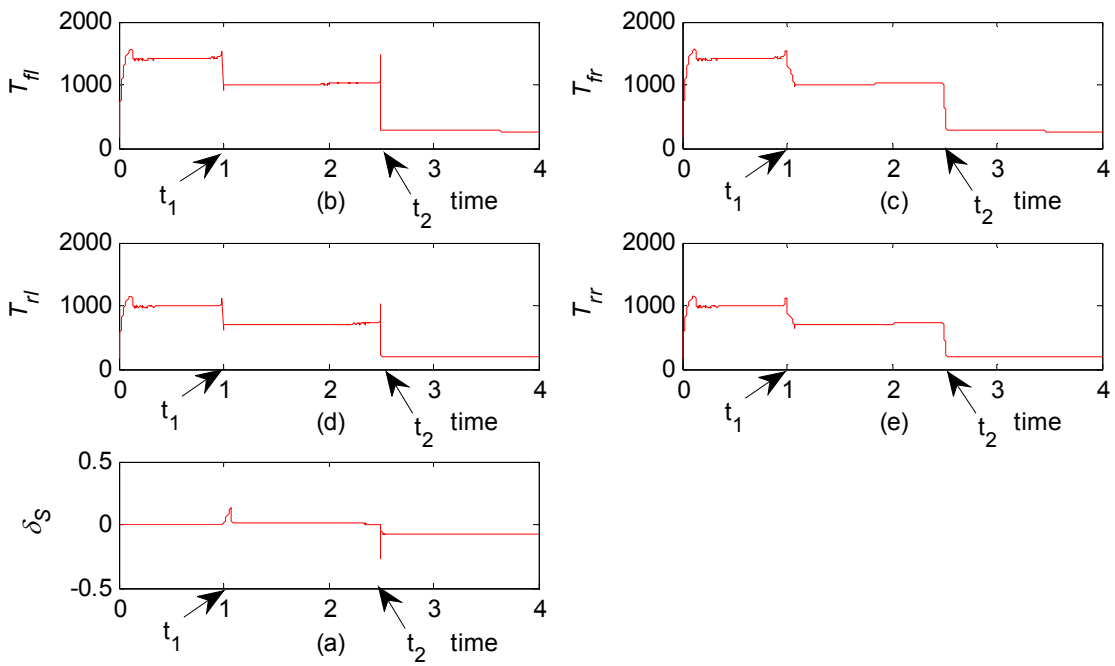 2000
1000
0
T_fl
0 1 2 3 4
t_1 (b) t_2 time
2000
1000
0
T_fr
0 1 2 3 4
t_1 (c) t_2 time
2000
1000
0
T_rl
0 1 2 3 4
t_1 (d) t_2 time
2000
1000
0
T_rr
0 1 2 3 4
t_1 (e) t_2 time
0.5
0
-0.5
δ_S
0 1 2 3 4
t_1 (a) t_2 time